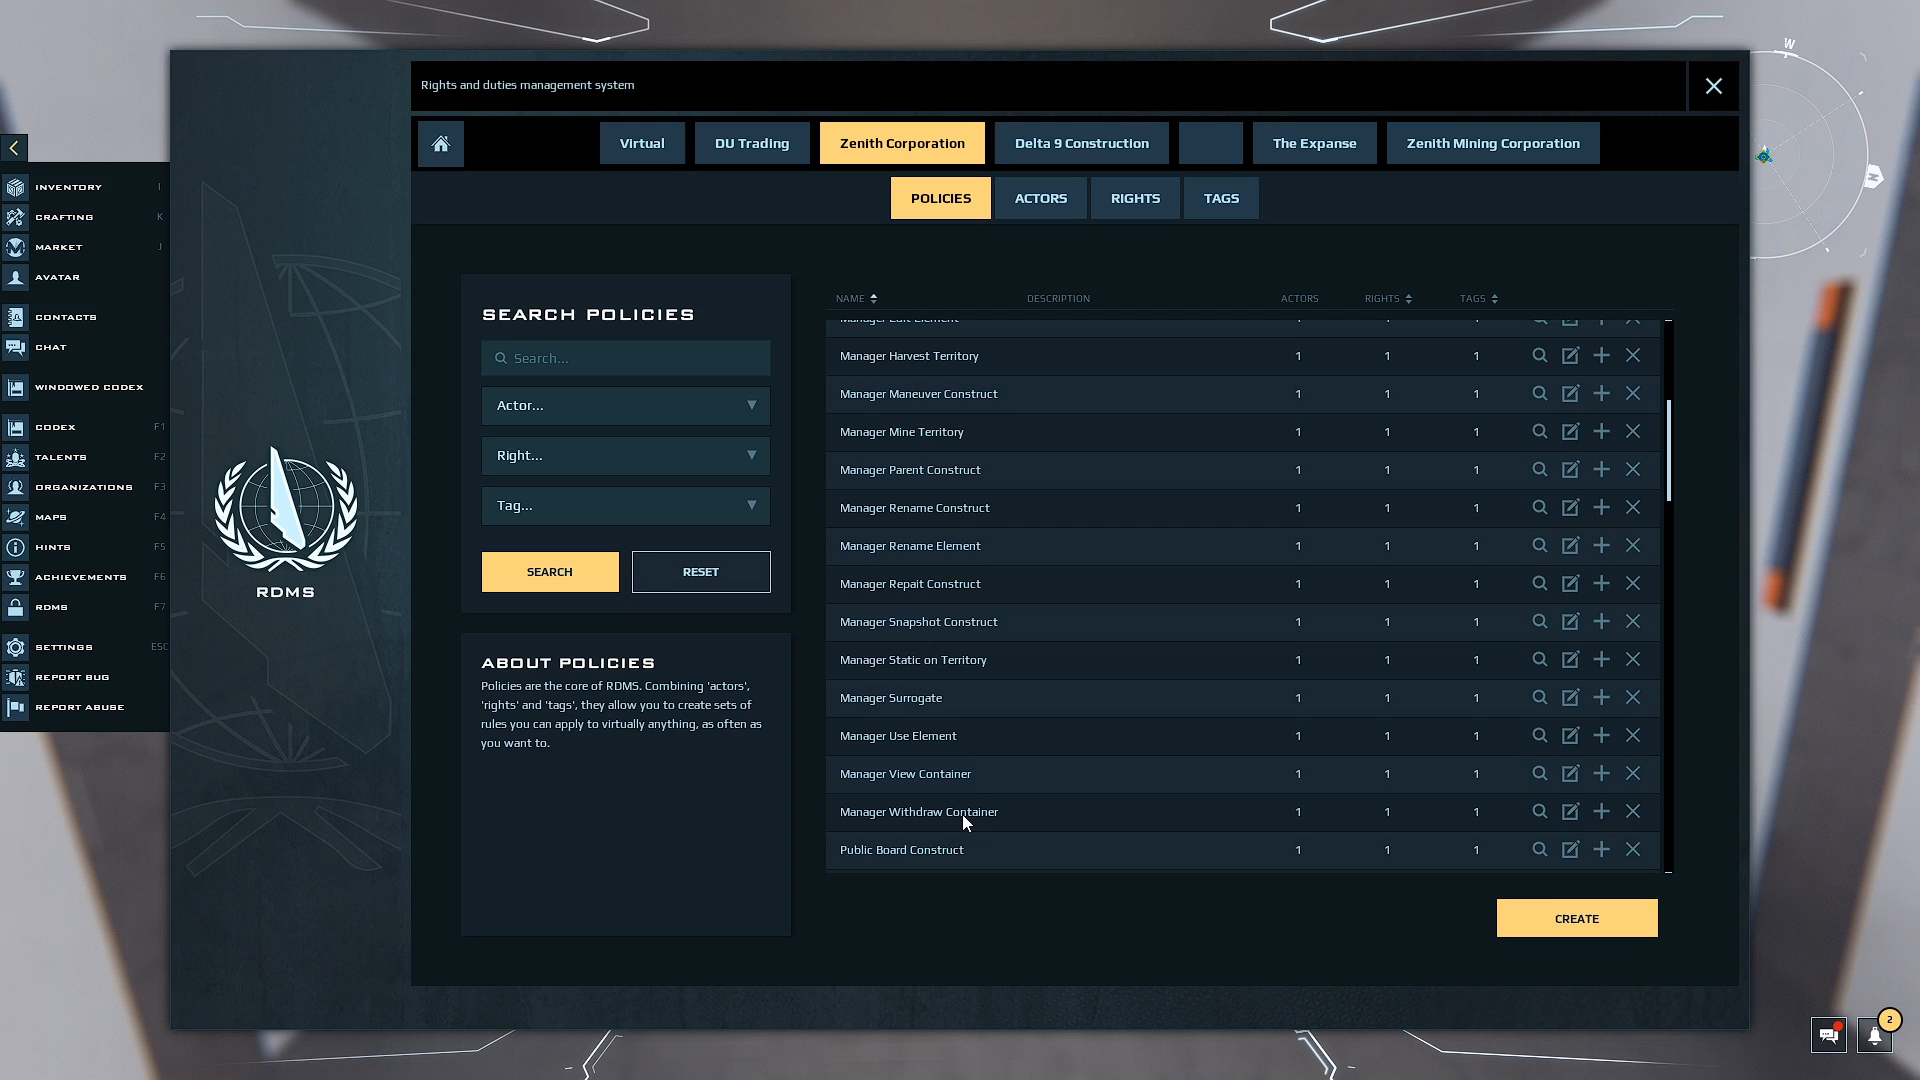 W
Rights and duties management system
Virtual
DU Trading
Zenith Corporation
Delta 9 Construction
The Expanse
Zenith Mining Corporation
POLICIES
ACTORS
RIGHTS
TAGS
INVENTORY I
CRAFTING K
MARKET J
AVATAR
CONTACTS
CHAT
WINDOWED CODEX
CODEX F1
TALENTS F2
ORGANIZATIONS F3
MAPS F4
HINTS F5
ACHIEVEMENTS F6
RDMS F7
SETTINGS ESC
REPORT BUG
REPORT ABUSE
RDMS
SEARCH POLICIES
Search...
Actor...
Right...
Tag...
SEARCH
RESET
ABOUT POLICIES
Policies are the core of RDMS. Combining 'actors',
'rights' and 'tags', they allow you to create sets of
rules you can apply to virtually anything, as often as
you want to.
NAME DESCRIPTION ACTORS RIGHTS TAGS
Manager Edit Element 1 1 1
Manager Harvest Territory 1 1 1
Manager Maneuver Construct 1 1 1
Manager Mine Territory 1 1 1
Manager Parent Construct 1 1 1
Manager Rename Construct 1 1 1
Manager Rename Element 1 1 1
Manager Repait Construct 1 1 1
Manager Snapshot Construct 1 1 1
Manager Static on Territory 1 1 1
Manager Surrogate 1 1 1
Manager Use Element 1 1 1
Manager View Container 1 1 1
Manager Withdraw Container 1 1 1
Public Board Construct 1 1 1
CREATE
N
2